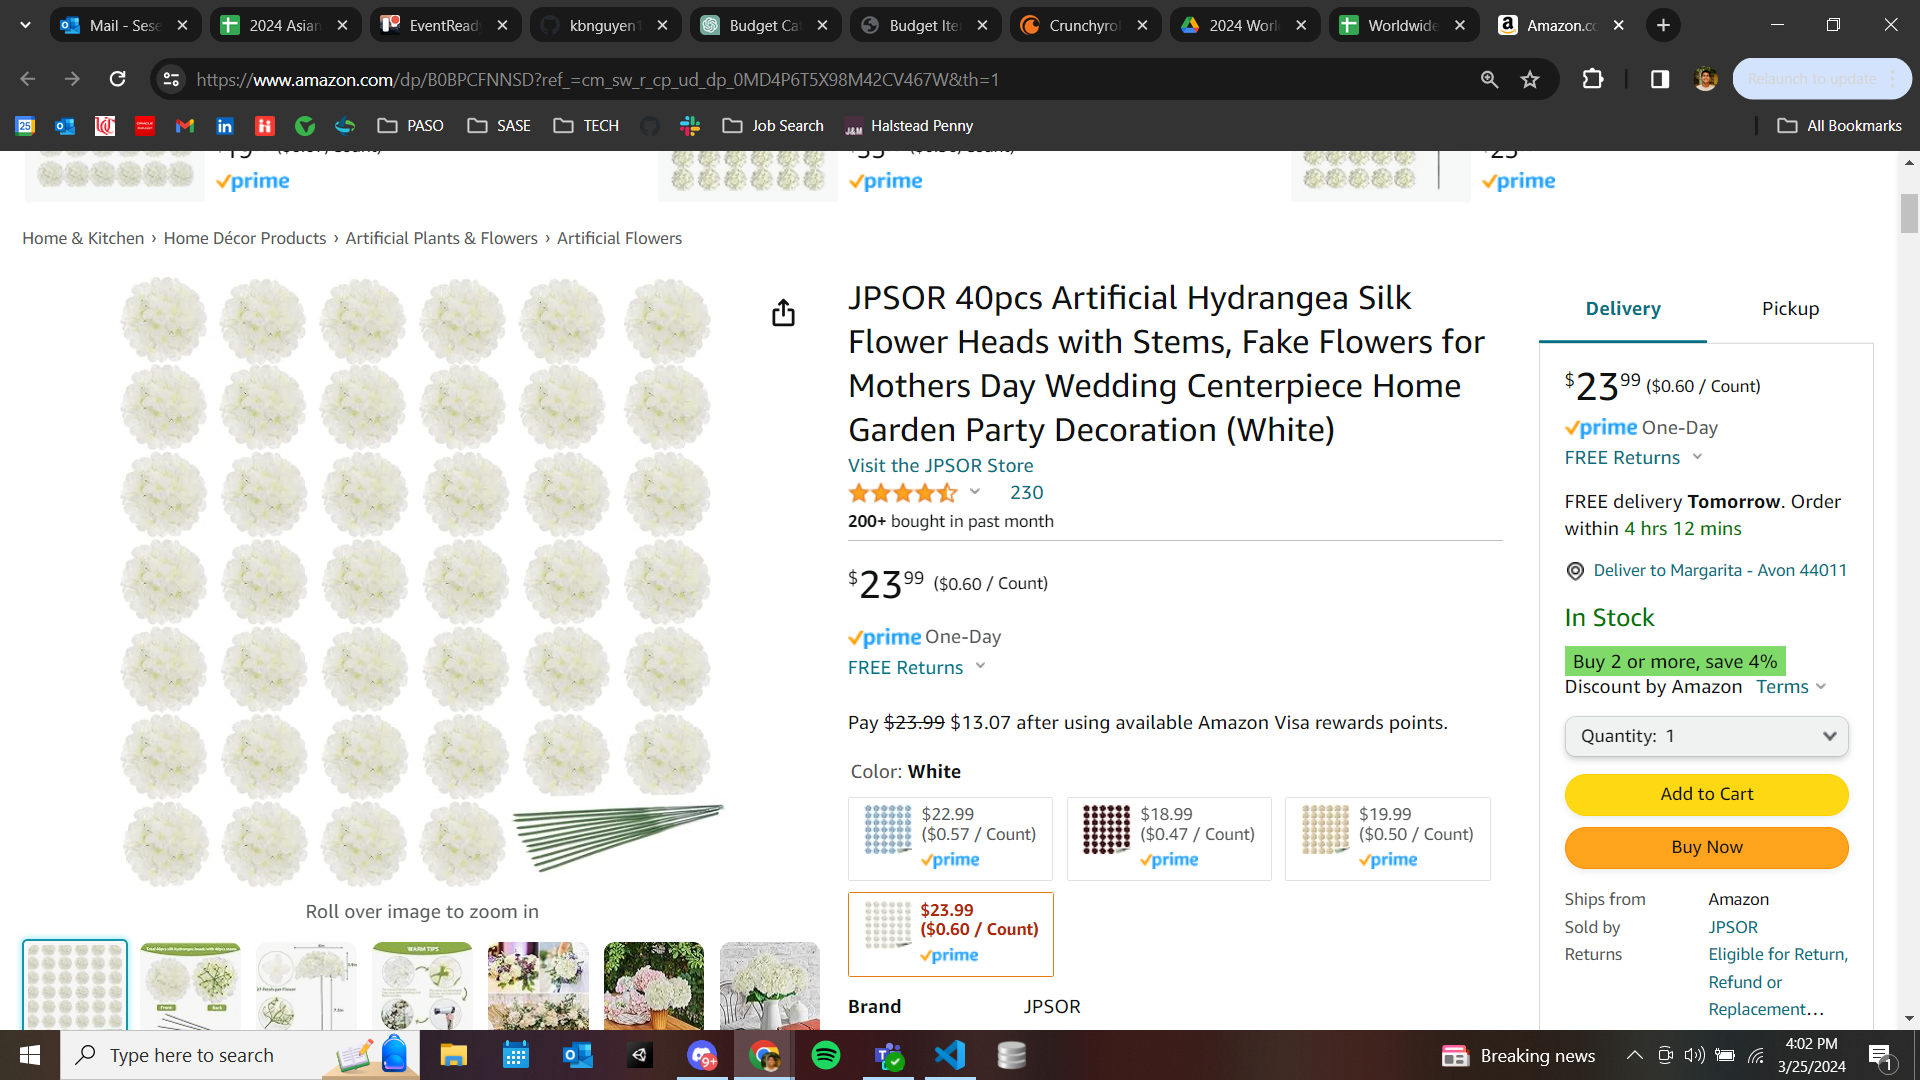 Mail - Sese
2024 Asian
EventReady
kbnguyen1
Budget Ca
Budget Iter
Crunchyrol
2024 Worl
Worldwide
Amazon.co
https://www.amazon.com/dp/B0BPCFNNSD?ref_=cm_sw_r_cp_ud_dp_0MD4P6T5X98M42CV467W&th=1
Relaunch to update
PASO
SASE
TECH
Job Search
Halstead Penny
All Bookmarks
prime
prime
prime
Home & Kitchen › Home Décor Products › Artificial Plants & Flowers › Artificial Flowers
JPSOR 40pcs Artificial Hydrangea Silk
Flower Heads with Stems, Fake Flowers for
Mothers Day Wedding Centerpiece Home
Garden Party Decoration (White)
Visit the JPSOR Store
230
200+ bought in past month
$23.99 ($0.60 / Count)
prime One-Day
FREE Returns
Pay $23.99 $13.07 after using available Amazon Visa rewards points.
Color: White
$22.99
($0.57 / Count)
prime
$18.99
($0.47 / Count)
prime
$19.99
($0.50 / Count)
prime
$23.99
($0.60 / Count)
prime
Brand JPSOR
Roll over image to zoom in
WARM TIPS
Delivery
Pickup
$23.99 ($0.60 / Count)
prime One-Day
FREE Returns
FREE delivery Tomorrow. Order
within 4 hrs 12 mins
Deliver to Margarita - Avon 44011
In Stock
Buy 2 or more, save 4%
Discount by Amazon Terms
Quantity: 1
Add to Cart
Buy Now
Ships from Amazon
Sold by JPSOR
Returns Eligible for Return,
Refund or
Replacement…
Type here to search
9+
Breaking news
4:02 PM
3/25/2024
1